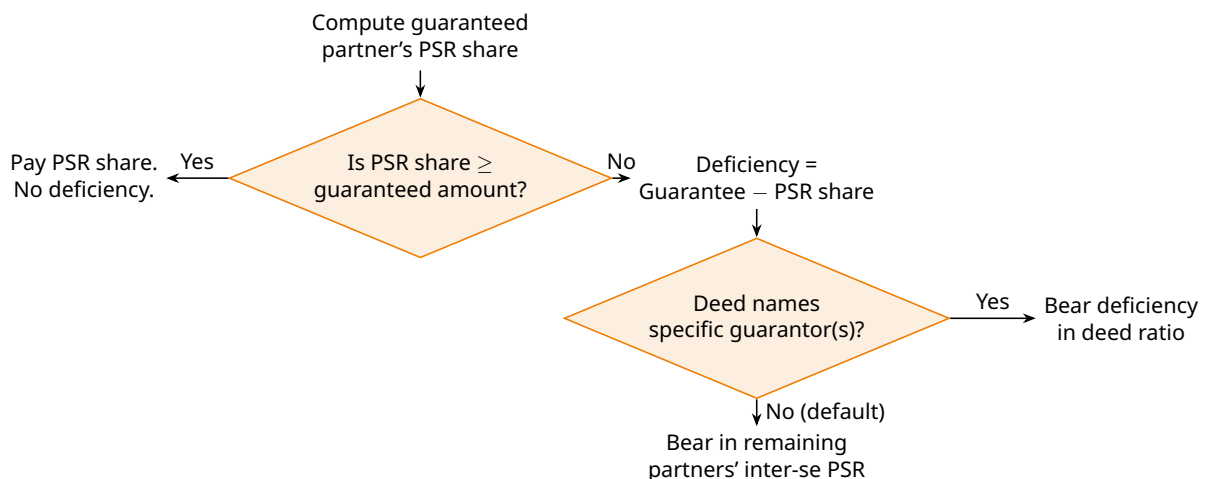 Compute guaranteed
partner’s PSR share
Is PSR share ≥
guaranteed amount?
Yes
Pay PSR share.
No deficiency.
No
Deficiency =
Guarantee − PSR share
Deed names
specific guarantor(s)?
Yes
Bear deficiency
in deed ratio
No (default)
Bear in remaining
partners’ inter-se PSR